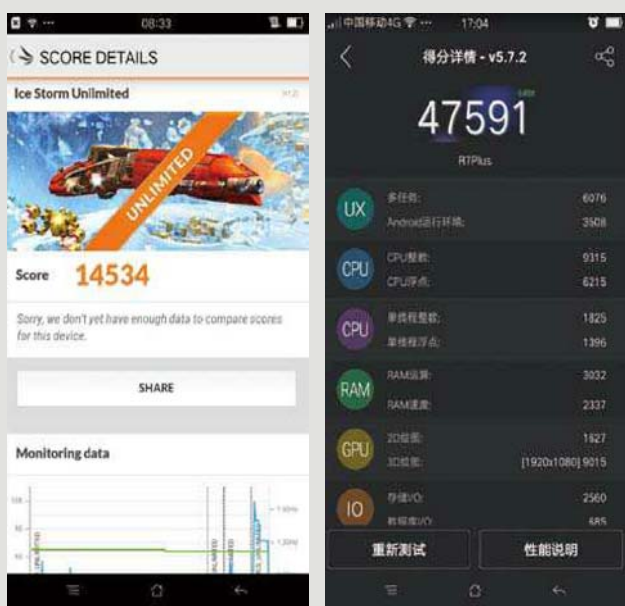 08:33
SCORE DETAILS
Ice Storm Unlimited
V1.2
UNLIMITED
Score 14534
Sorry, we don't yet have enough data to compare scores
for this device.
SHARE
Monitoring data
中国移动4G
17:04
得分详情 - v5.7.2
47591
R7Plus
UX
多任务:
6076
Android运行环境:
3508
CPU
CPU整数:
9315
CPU浮点:
6215
CPU
单线程整数:
1825
单线程浮点:
1396
RAM
RAM运算:
3032
RAM速度:
2337
GPU
2D绘图:
1627
3D绘图:
[1920x1080] 9015
IO
存储I/O:
2560
数据库I/O:
685
重新测试
性能说明